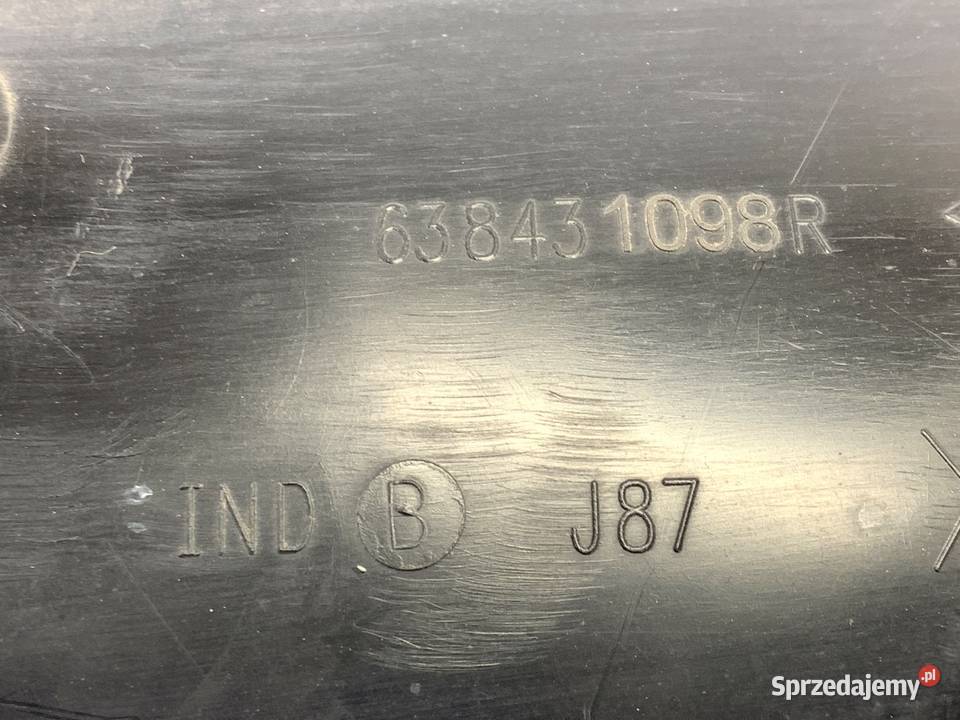 638431098R
IND B J87
Sprzedajemy.pl